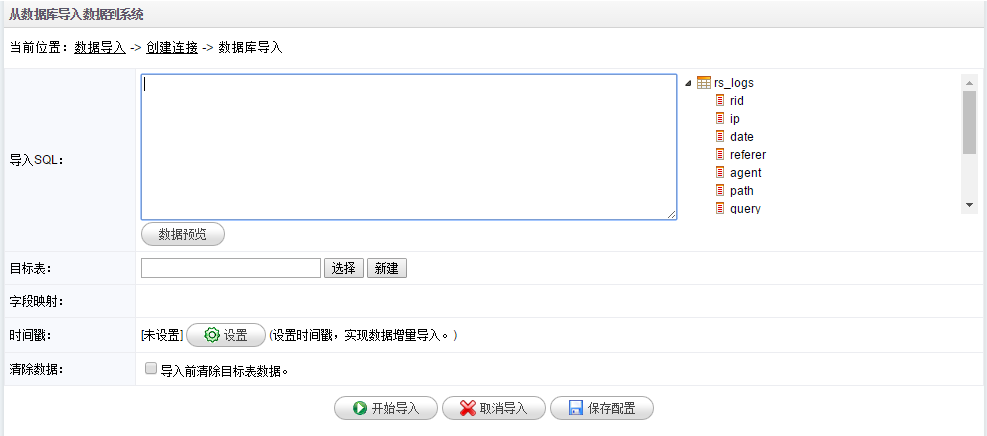 从数据库导入数据到系统
当前位置：数据导入 -> 创建连接 -> 数据库导入
导入SQL：
rs_logs
rid
ip
date
referer
agent
path
query
数据预览
目标表： 选择 新建
字段映射：
时间戳： [未设置] 设置 (设置时间戳，实现数据增量导入。)
清除数据： 导入前清除目标表数据。
开始导入 取消导入 保存配置